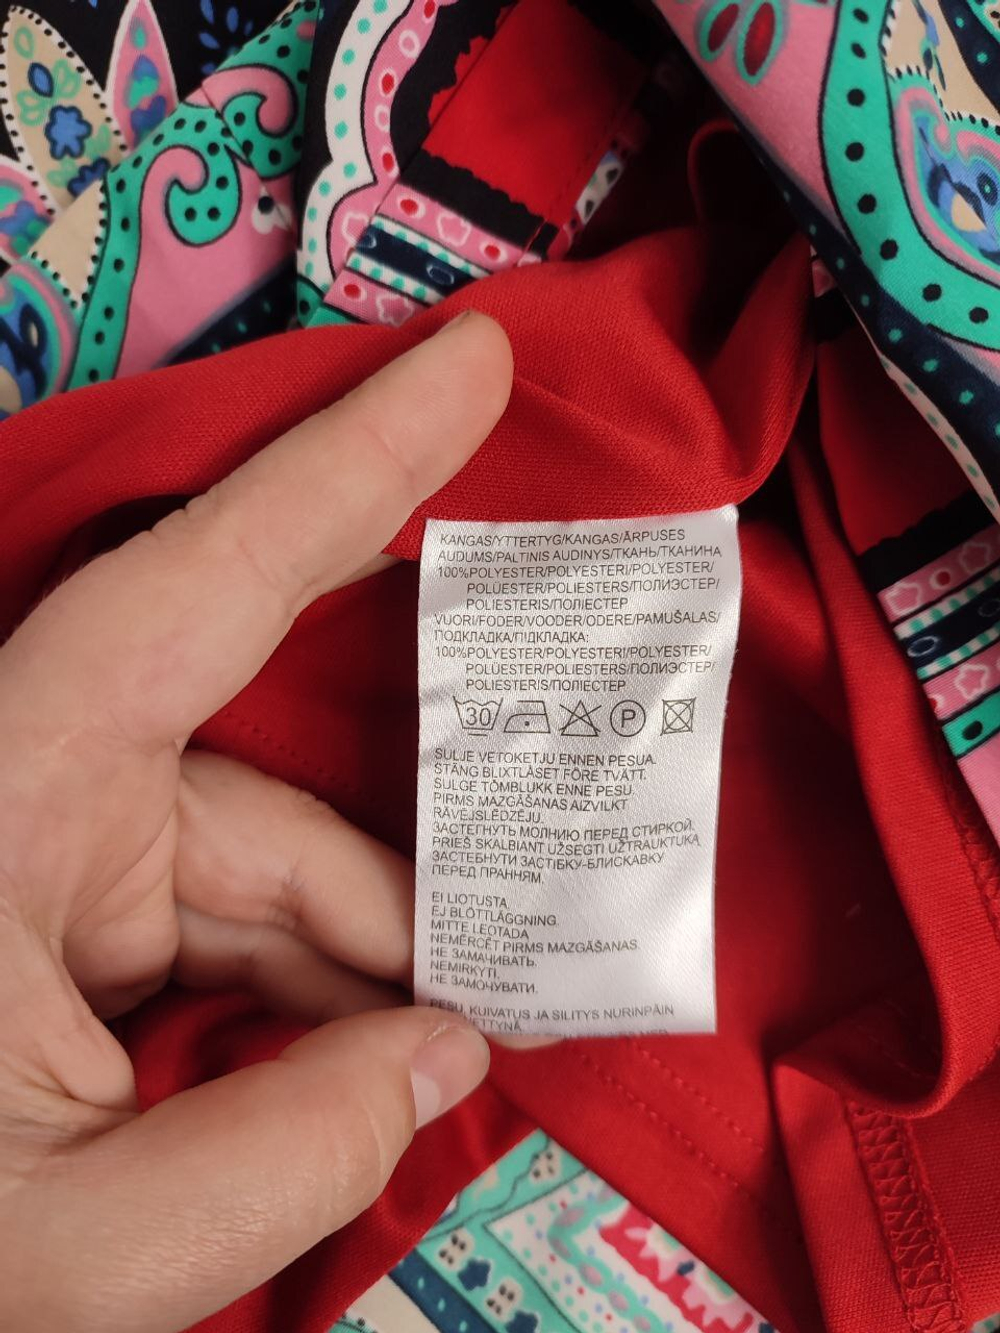 KANGAS/YTTERTYG/KANGAS/ĀRPUSES
AUDUMS/PALTINIS AUDINYS/ТКАНЬ/ТКАНИНА
100%POLYESTER/POLYESTERI/POLYESTER/
POLÜESTER/POLIESTERS/ПОЛИЭСТЕР/
POLIESTERIS/ПОЛІЕСТЕР
VUORI/FODER/VOODER/ODERE/PAMUŠALAS/
ПОДКЛАДКА/ПІДКЛАДКА:
100%POLYESTER/POLYESTERI/POLYESTER/
POLÜESTER/POLIESTERS/ПОЛИЭСТЕР/
POLIESTERIS/ПОЛІЕСТЕР
30 P
SULJE VETOKETJU ENNEN PESUA.
STÄNG BLIXTLÅSET FÖRE TVÄTT.
SULGE TÕMBLUKK ENNE PESU.
PIRMS MAZGĀŠANAS AIZVILKT
RĀVĒJSLĒDZĒJU.
ЗАСТЕГНУТЬ МОЛНИЮ ПЕРЕД СТИРКОЙ.
PRIEŠ SKALBIANT UŽSEGTI UŽTRAUKTUKĄ
ЗАСТЕБНУТИ ЗАСТІБКУ-БЛИСКАВКУ
ПЕРЕД ПРАННЯМ.
EI LIOTUSTA
EJ BLÖTLÄGGNING.
MITTE LEOTADA
NEMĒRCĒT PIRMS MAZGĀŠANAS.
НЕ ЗАМАЧИВАТЬ.
NEMIRKYTI.
НЕ ЗАМОЧУВАТИ.
PESU, KUIVATUS JA SILITYS NURINPÄIN